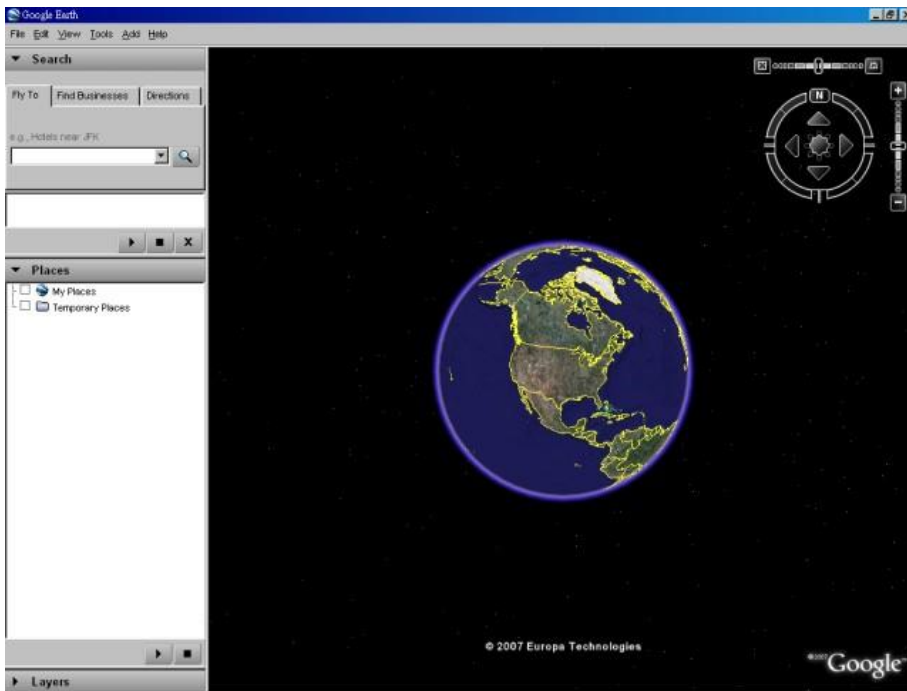 Google Earth
File Edit View Tools Add Help
Search
Fly To Find Businesses Directions
e.g., Hotels near JFK
Places
My Places
Temporary Places
Layers
N
© 2007 Europa Technologies
Google